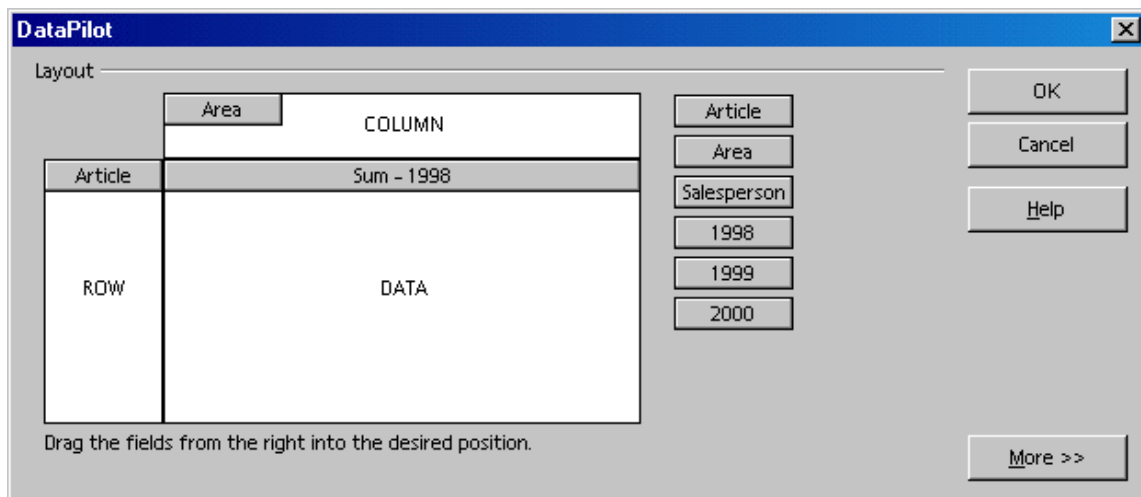 DataPilot
Layout
Area
COLUMN
Article
Sum - 1998
ROW
DATA
Article
Area
Salesperson
1998
1999
2000
OK
Cancel
Help
Drag the fields from the right into the desired position.
More >>